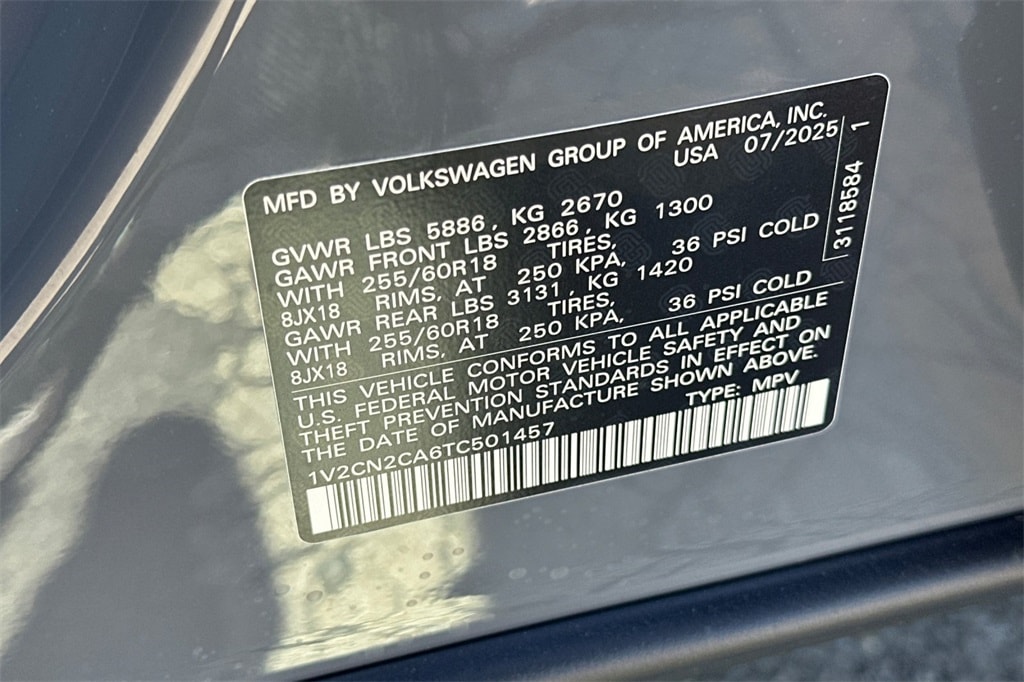 MFD BY VOLKSWAGEN GROUP OF AMERICA, INC.
USA 07/2025
GVWR LBS 5886, KG 2670
GAWR FRONT LBS 2866, KG 1300
WITH 255/60R18 TIRES,
8JX18 RIMS, AT 250 KPA, 36 PSI COLD
GAWR REAR LBS 3131, KG 1420
WITH 255/60R18 TIRES,
8JX18 RIMS, AT 250 KPA, 36 PSI COLD
THIS VEHICLE CONFORMS TO ALL APPLICABLE
U.S. FEDERAL MOTOR VEHICLE SAFETY AND
THEFT PREVENTION STANDARDS IN EFFECT ON
THE DATE OF MANUFACTURE SHOWN ABOVE.
1V2CN2CA6TC501457 TYPE: MPV
3118584 1